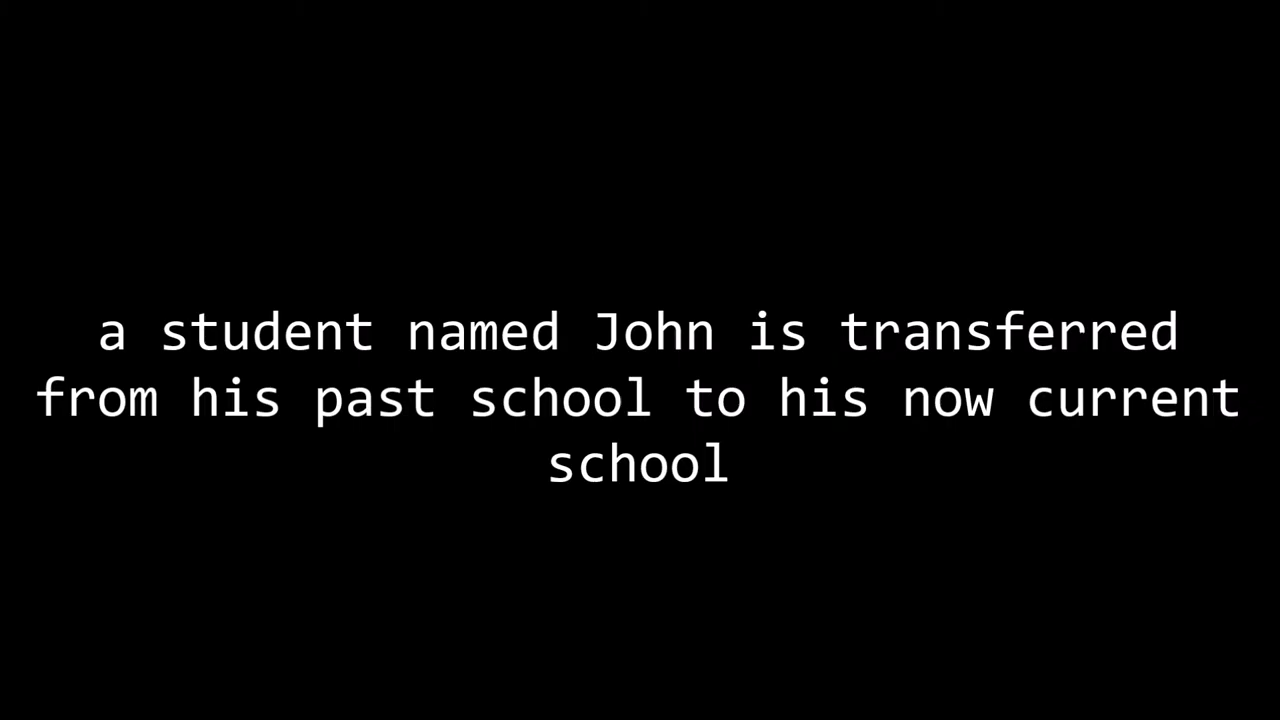 a student named John is transferred
from his past school to his now current
school